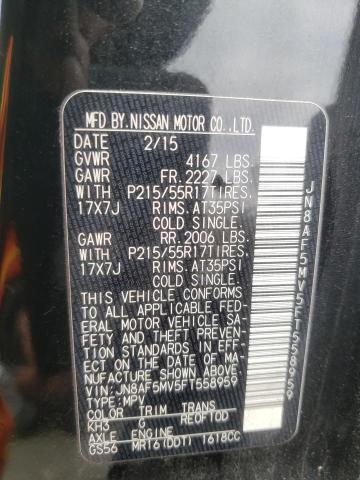 MFD BY. NISSAN MOTOR CO., LTD.
DATE 2/15
GVWR 4167 LBS.
GAWR FR. 2227 LBS.
WITH P215/55R17TIRES.
17X7J RIMS. AT35PSI
COLD SINGLE.
GAWR RR. 2006 LBS.
WITH P215/55R17TIRES.
17X7J RIMS. AT35PSI
COLD SINGLE.
THIS VEHICLE CONFORMS
TO ALL APPLICABLE FED-
ERAL MOTOR VEHICLE SA-
FETY AND THEFT PREVENTI-
ON STANDARDS IN EFF-
ECT ON THE DATE OF MA-
NUFACTURE SHOWN ABOVE
VIN: JN8AF5MV5FT558959
TYPE: MPV
COLOR TRIM TRANS
KH3 G RE0F10D
AXLE ENGINE
GS56 MR16(DDT) 1618CC
JN8AF5MV5FT558959